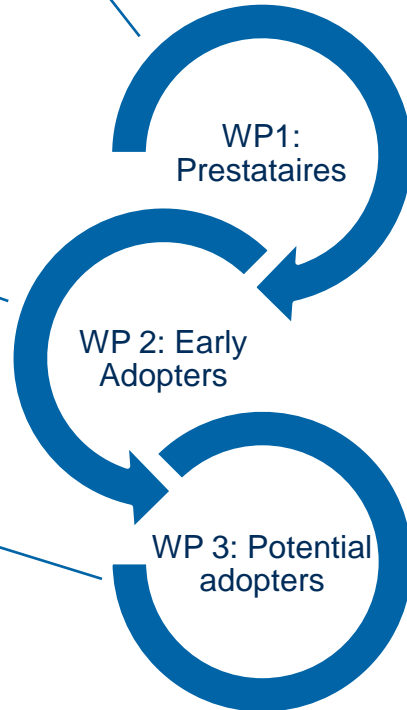 WP1:
Prestataires
WP 2: Early
Adopters
WP 3: Potential
adopters